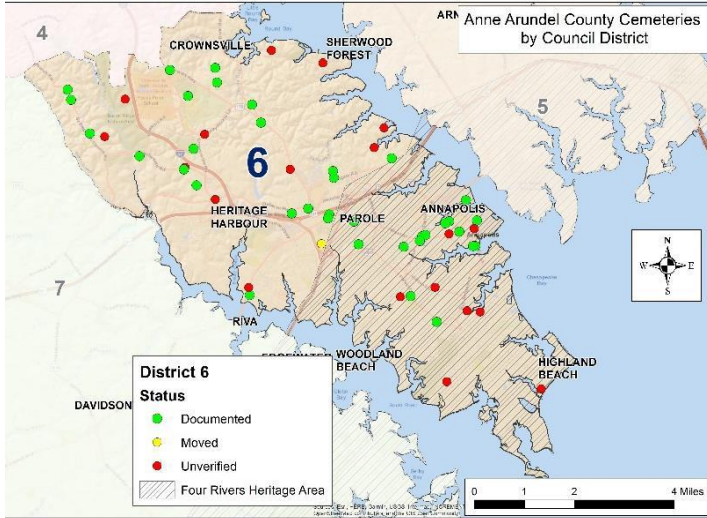 Anne Arundel County Cemeteries
by Council District
4
CROWNSVILLE
SHERWOOD
FOREST
5
6
HERITAGE
HARBOUR
PAROLE
ANNAPOLIS
N
W E
S
7
RIVA
WOODLAND
BEACH
HIGHLAND
BEACH
DAVIDSON
District 6
Status
Documented
Moved
Unverified
Four Rivers Heritage Area
0 1 2 4 Miles